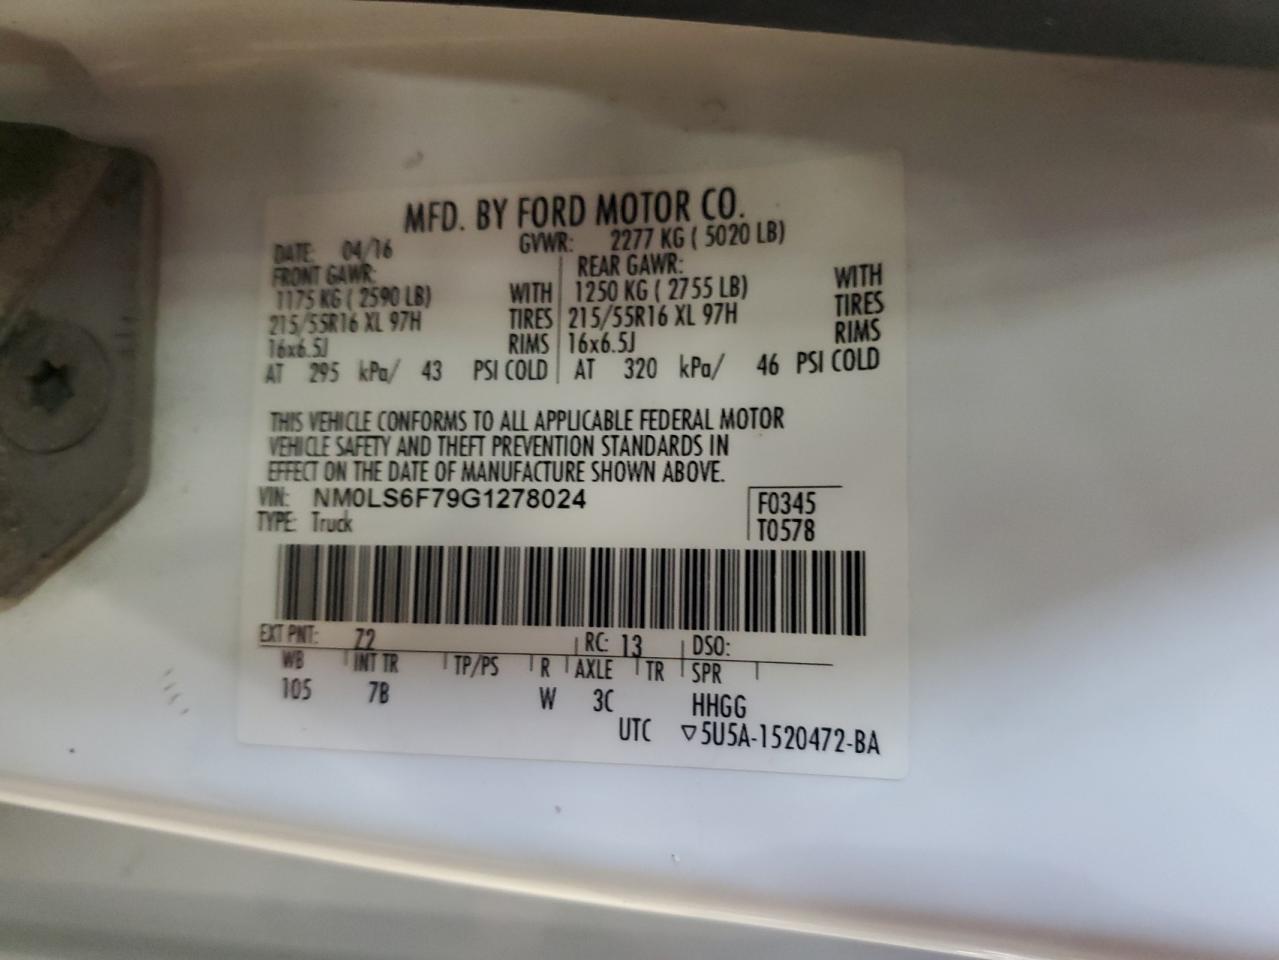 MFD. BY FORD MOTOR CO.
DATE: 04/16 GVWR: 2277 KG ( 5020 LB)
FRONT GAWR: REAR GAWR:
1175 KG ( 2590 LB) WITH 1250 KG ( 2755 LB) WITH
215/55R16 XL 97H TIRES 215/55R16 XL 97H TIRES
16x6.5J RIMS 16x6.5J RIMS
AT 295 kPa/ 43 PSI COLD AT 320 kPa/ 46 PSI COLD
THIS VEHICLE CONFORMS TO ALL APPLICABLE FEDERAL MOTOR
VEHICLE SAFETY AND THEFT PREVENTION STANDARDS IN
EFFECT ON THE DATE OF MANUFACTURE SHOWN ABOVE.
VIN: NM0LS6F79G1278024 F0345
TYPE: Truck T0578
EXT PNT: Z2 RC: 13 DSO:
WB INT TR TP/PS R AXLE TR SPR
105 7B W 3C HHGG
UTC ▽5U5A-1520472-BA